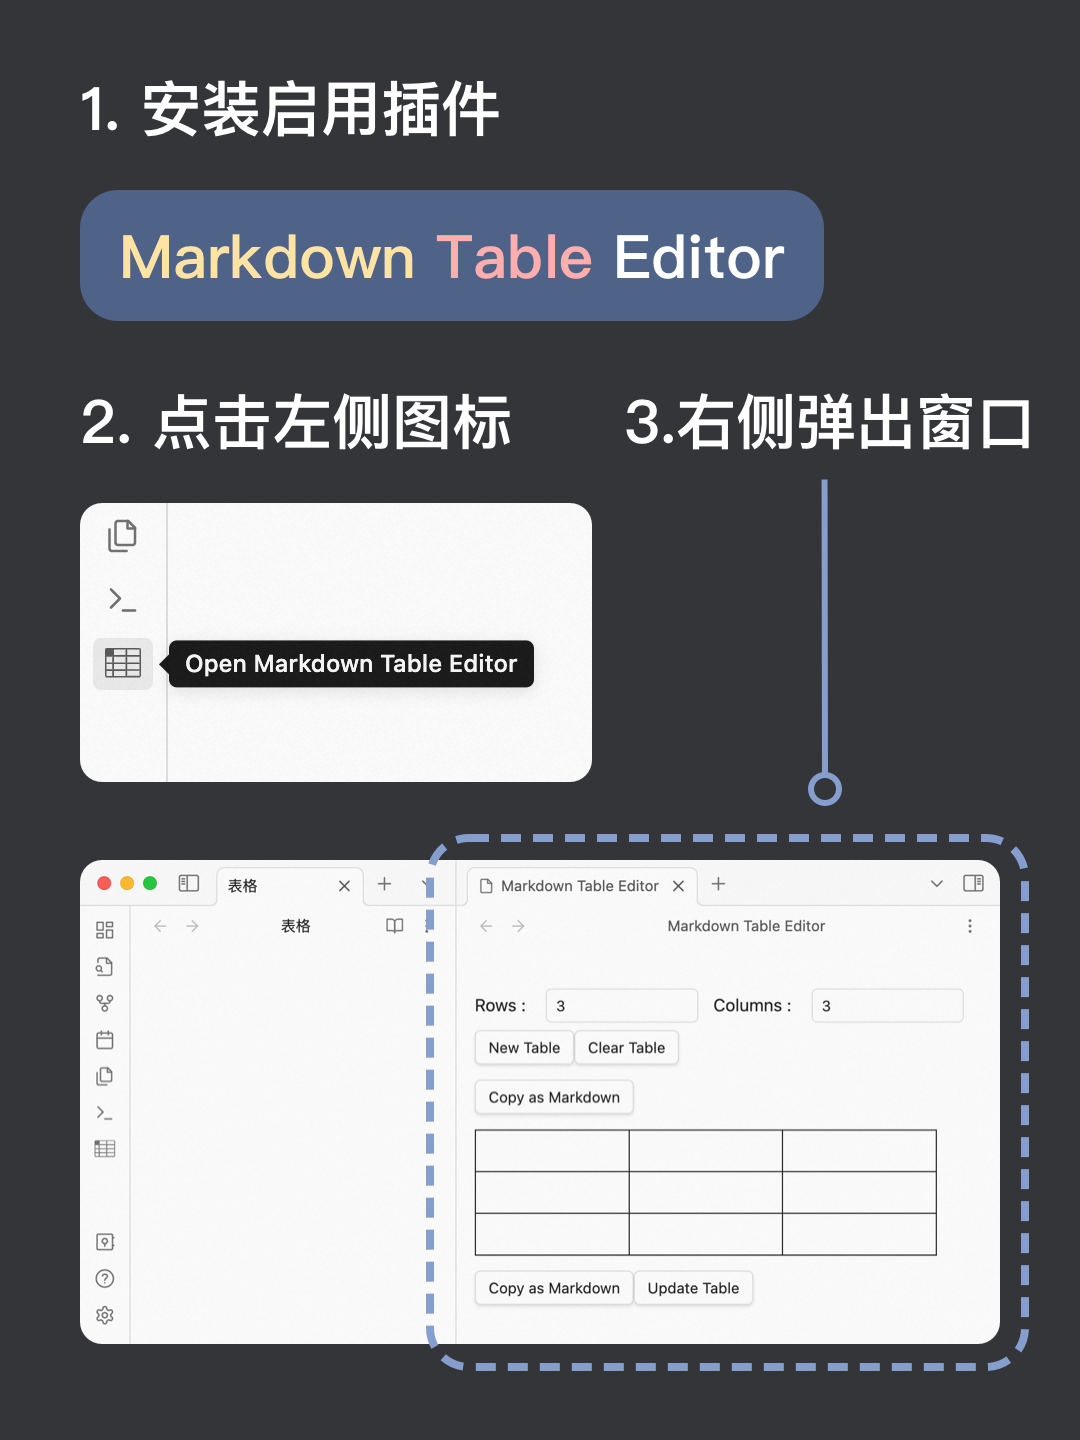 1. 安装启用插件
Markdown Table Editor
2. 点击左侧图标
3.右侧弹出窗口
Open Markdown Table Editor
表格
表格
Markdown Table Editor
Markdown Table Editor
Rows :
3
Columns :
3
New Table
Clear Table
Copy as Markdown
Copy as Markdown
Update Table